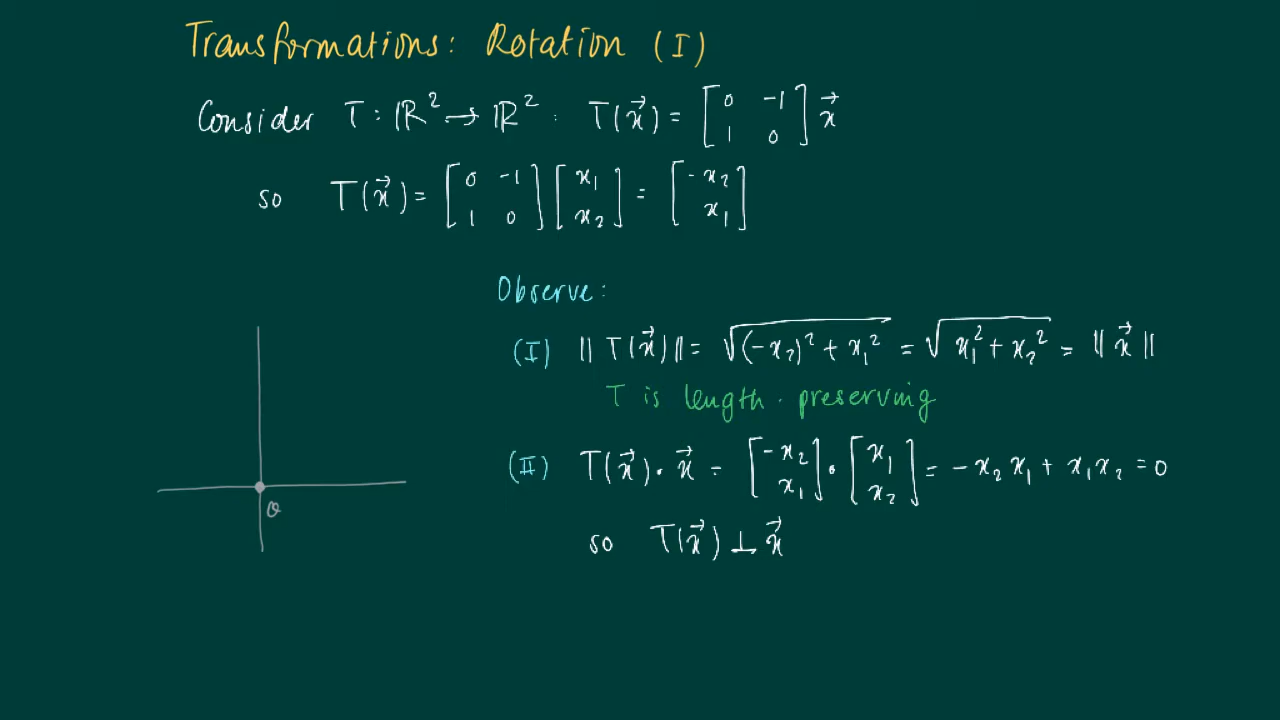 Transformations: Rotation (I)
Consider T : ℝ² → ℝ² : T(x⃗) = [0 -1; 1 0] x⃗
so T(x⃗) = [0 -1; 1 0] [x₁; x₂] = [-x₂; x₁]
Observe:
(I) || T(x⃗) || = √((-x₂)² + x₁²) = √(x₁² + x₂²) = || x⃗ ||
T is length-preserving
(II) T(x⃗) · x⃗ = [-x₂; x₁] · [x₁; x₂] = -x₂x₁ + x₁x₂ = 0
so T(x⃗) ⊥ x⃗